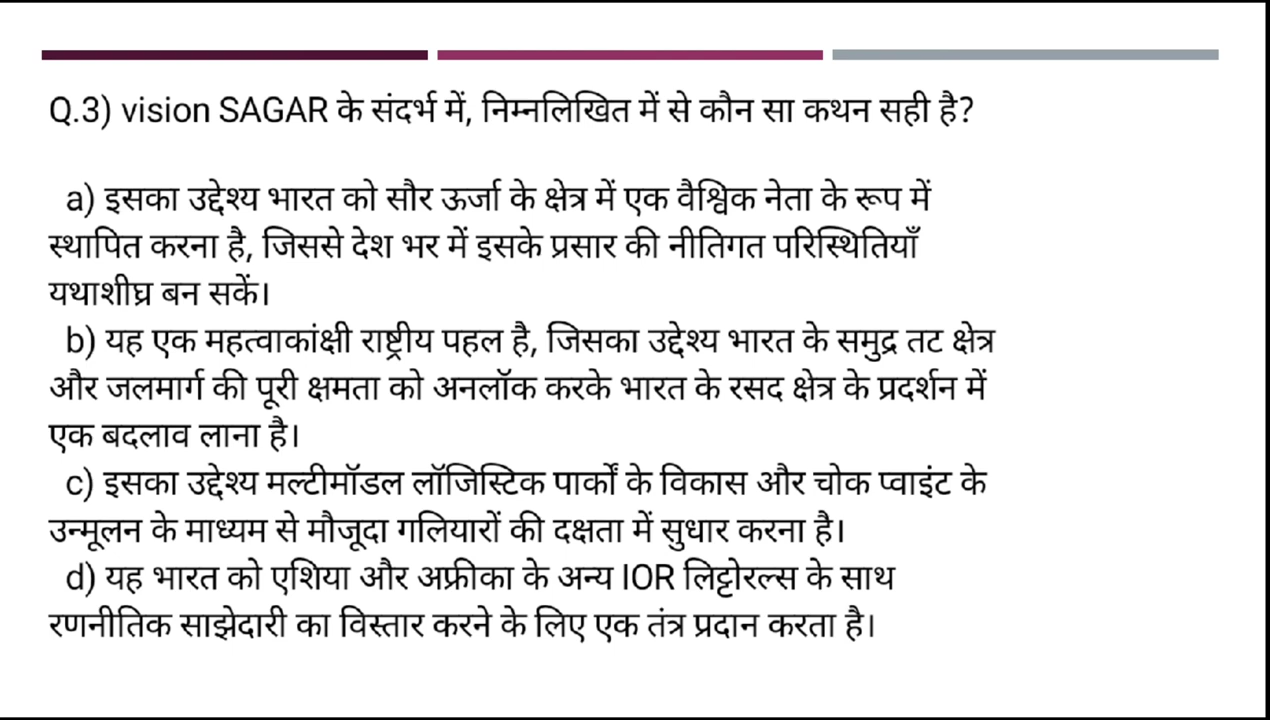 Q.3) vision SAGAR के संदर्भ में, निम्नलिखित में से कौन सा कथन सही है?
a) इसका उद्देश्य भारत को सौर ऊर्जा के क्षेत्र में एक वैश्विक नेता के रूप में
स्थापित करना है, जिससे देश भर में इसके प्रसार की नीतिगत परिस्थितियाँ
यथाशीघ्र बन सकें।
b) यह एक महत्वाकांक्षी राष्ट्रीय पहल है, जिसका उद्देश्य भारत के समुद्र तट क्षेत्र
और जलमार्ग की पूरी क्षमता को अनलॉक करके भारत के रसद क्षेत्र के प्रदर्शन में
एक बदलाव लाना है।
c) इसका उद्देश्य मल्टीमॉडल लॉजिस्टिक पार्कों के विकास और चोक प्वाइंट के
उन्मूलन के माध्यम से मौजूदा गलियारों की दक्षता में सुधार करना है।
d) यह भारत को एशिया और अफ्रीका के अन्य IOR लिट्टोरल्स के साथ
रणनीतिक साझेदारी का विस्तार करने के लिए एक तंत्र प्रदान करता है।